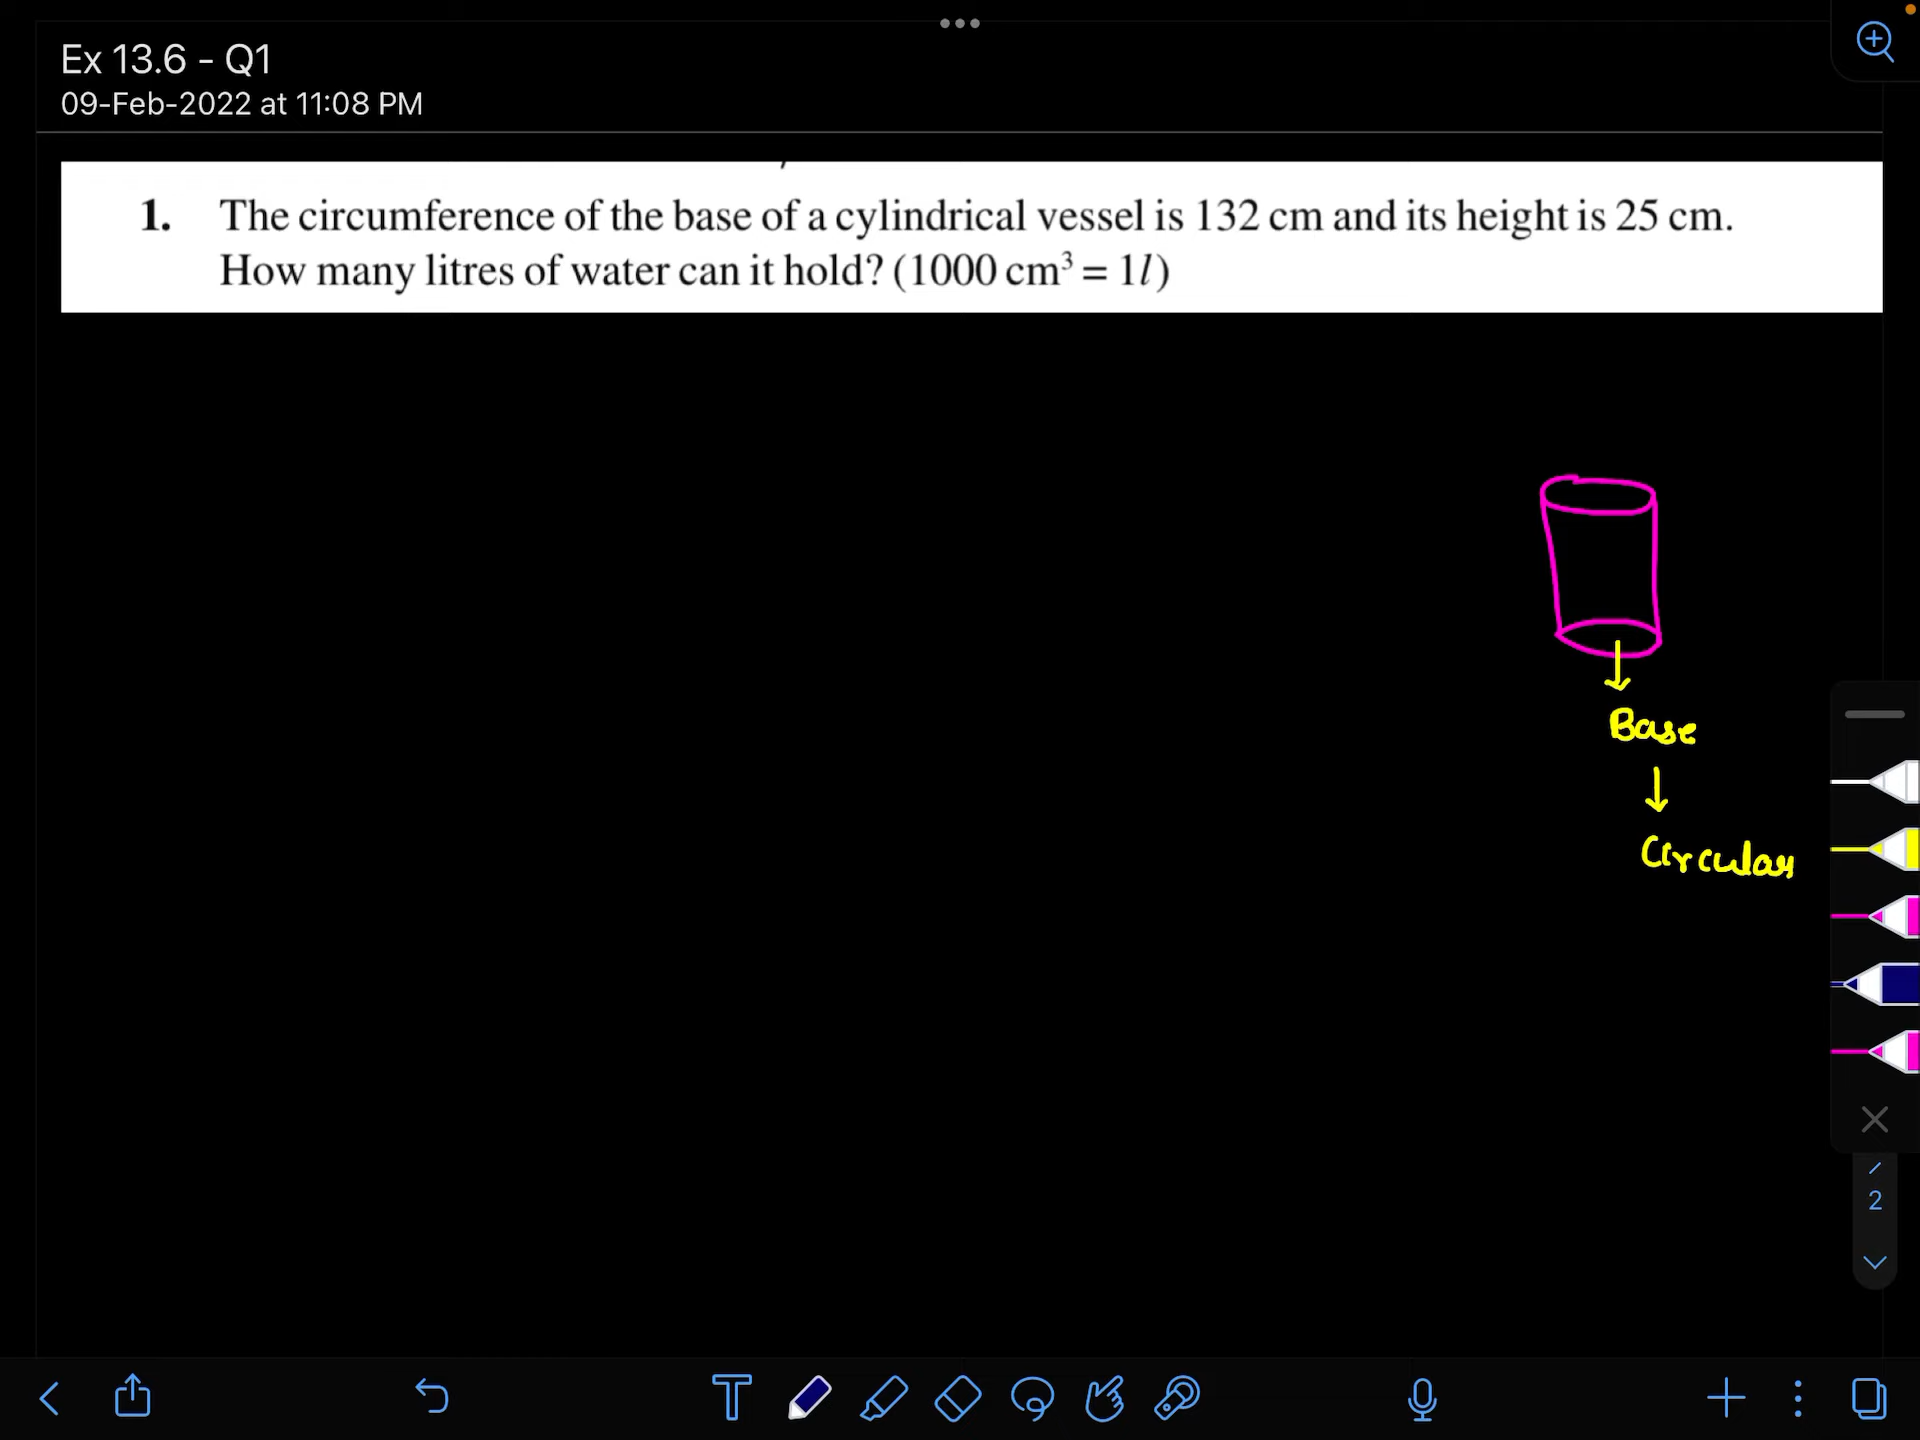 Ex 13.6 - Q1
09-Feb-2022 at 11:08 PM
1. The circumference of the base of a cylindrical vessel is 132 cm and its height is 25 cm.
How many litres of water can it hold? (1000 cm³ = 1l)
Base
Circular
2